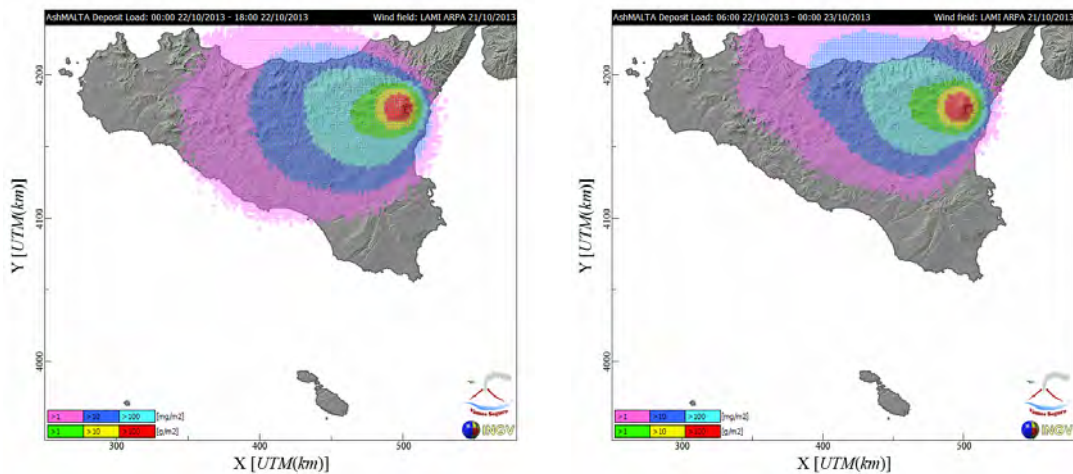 AshMALTA Deposit Load: 00:00 22/10/2013 - 18:00 22/10/2013 Wind field: LAMI ARPA 21/10/2013
4200
4100
4000
Y [UTM(km)]
>1 >10 >100 [mg/m2]
>1 >10 >100 [g/m2]
INGV
300 400 500
X [UTM(km)]
AshMALTA Deposit Load: 06:00 22/10/2013 - 00:00 23/10/2013 Wind field: LAMI ARPA 21/10/2013
4200
4100
4000
Y [UTM(km)]
>1 >10 >100 [mg/m2]
>1 >10 >100 [g/m2]
INGV
300 400 500
X [UTM(km)]